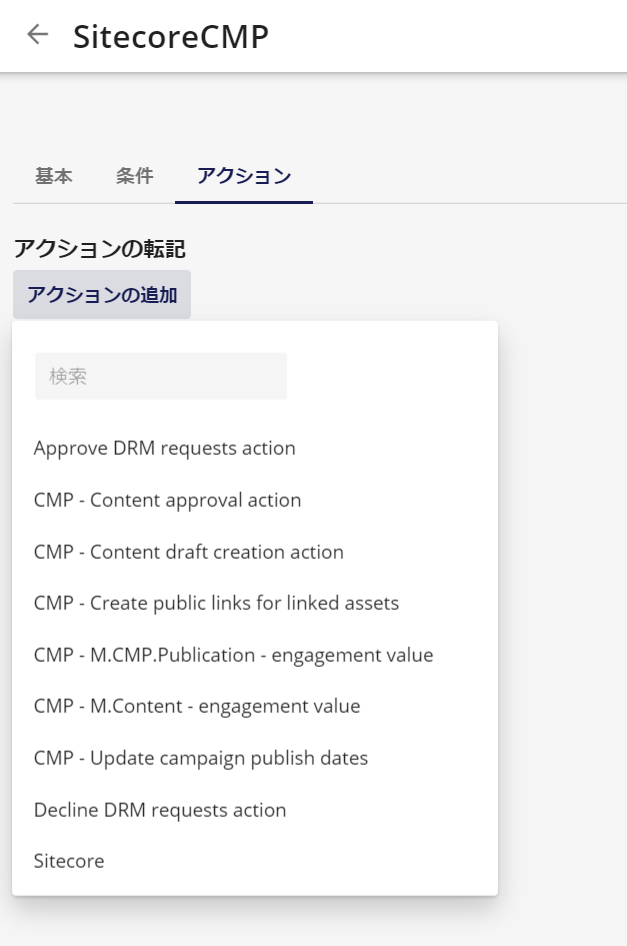 SitecoreCMP
基本 条件 アクション
アクションの転記
アクションの追加
検索
Approve DRM requests action
CMP - Content approval action
CMP - Content draft creation action
CMP - Create public links for linked assets
CMP - M.CMP.Publication - engagement value
CMP - M.Content - engagement value
CMP - Update campaign publish dates
Decline DRM requests action
Sitecore